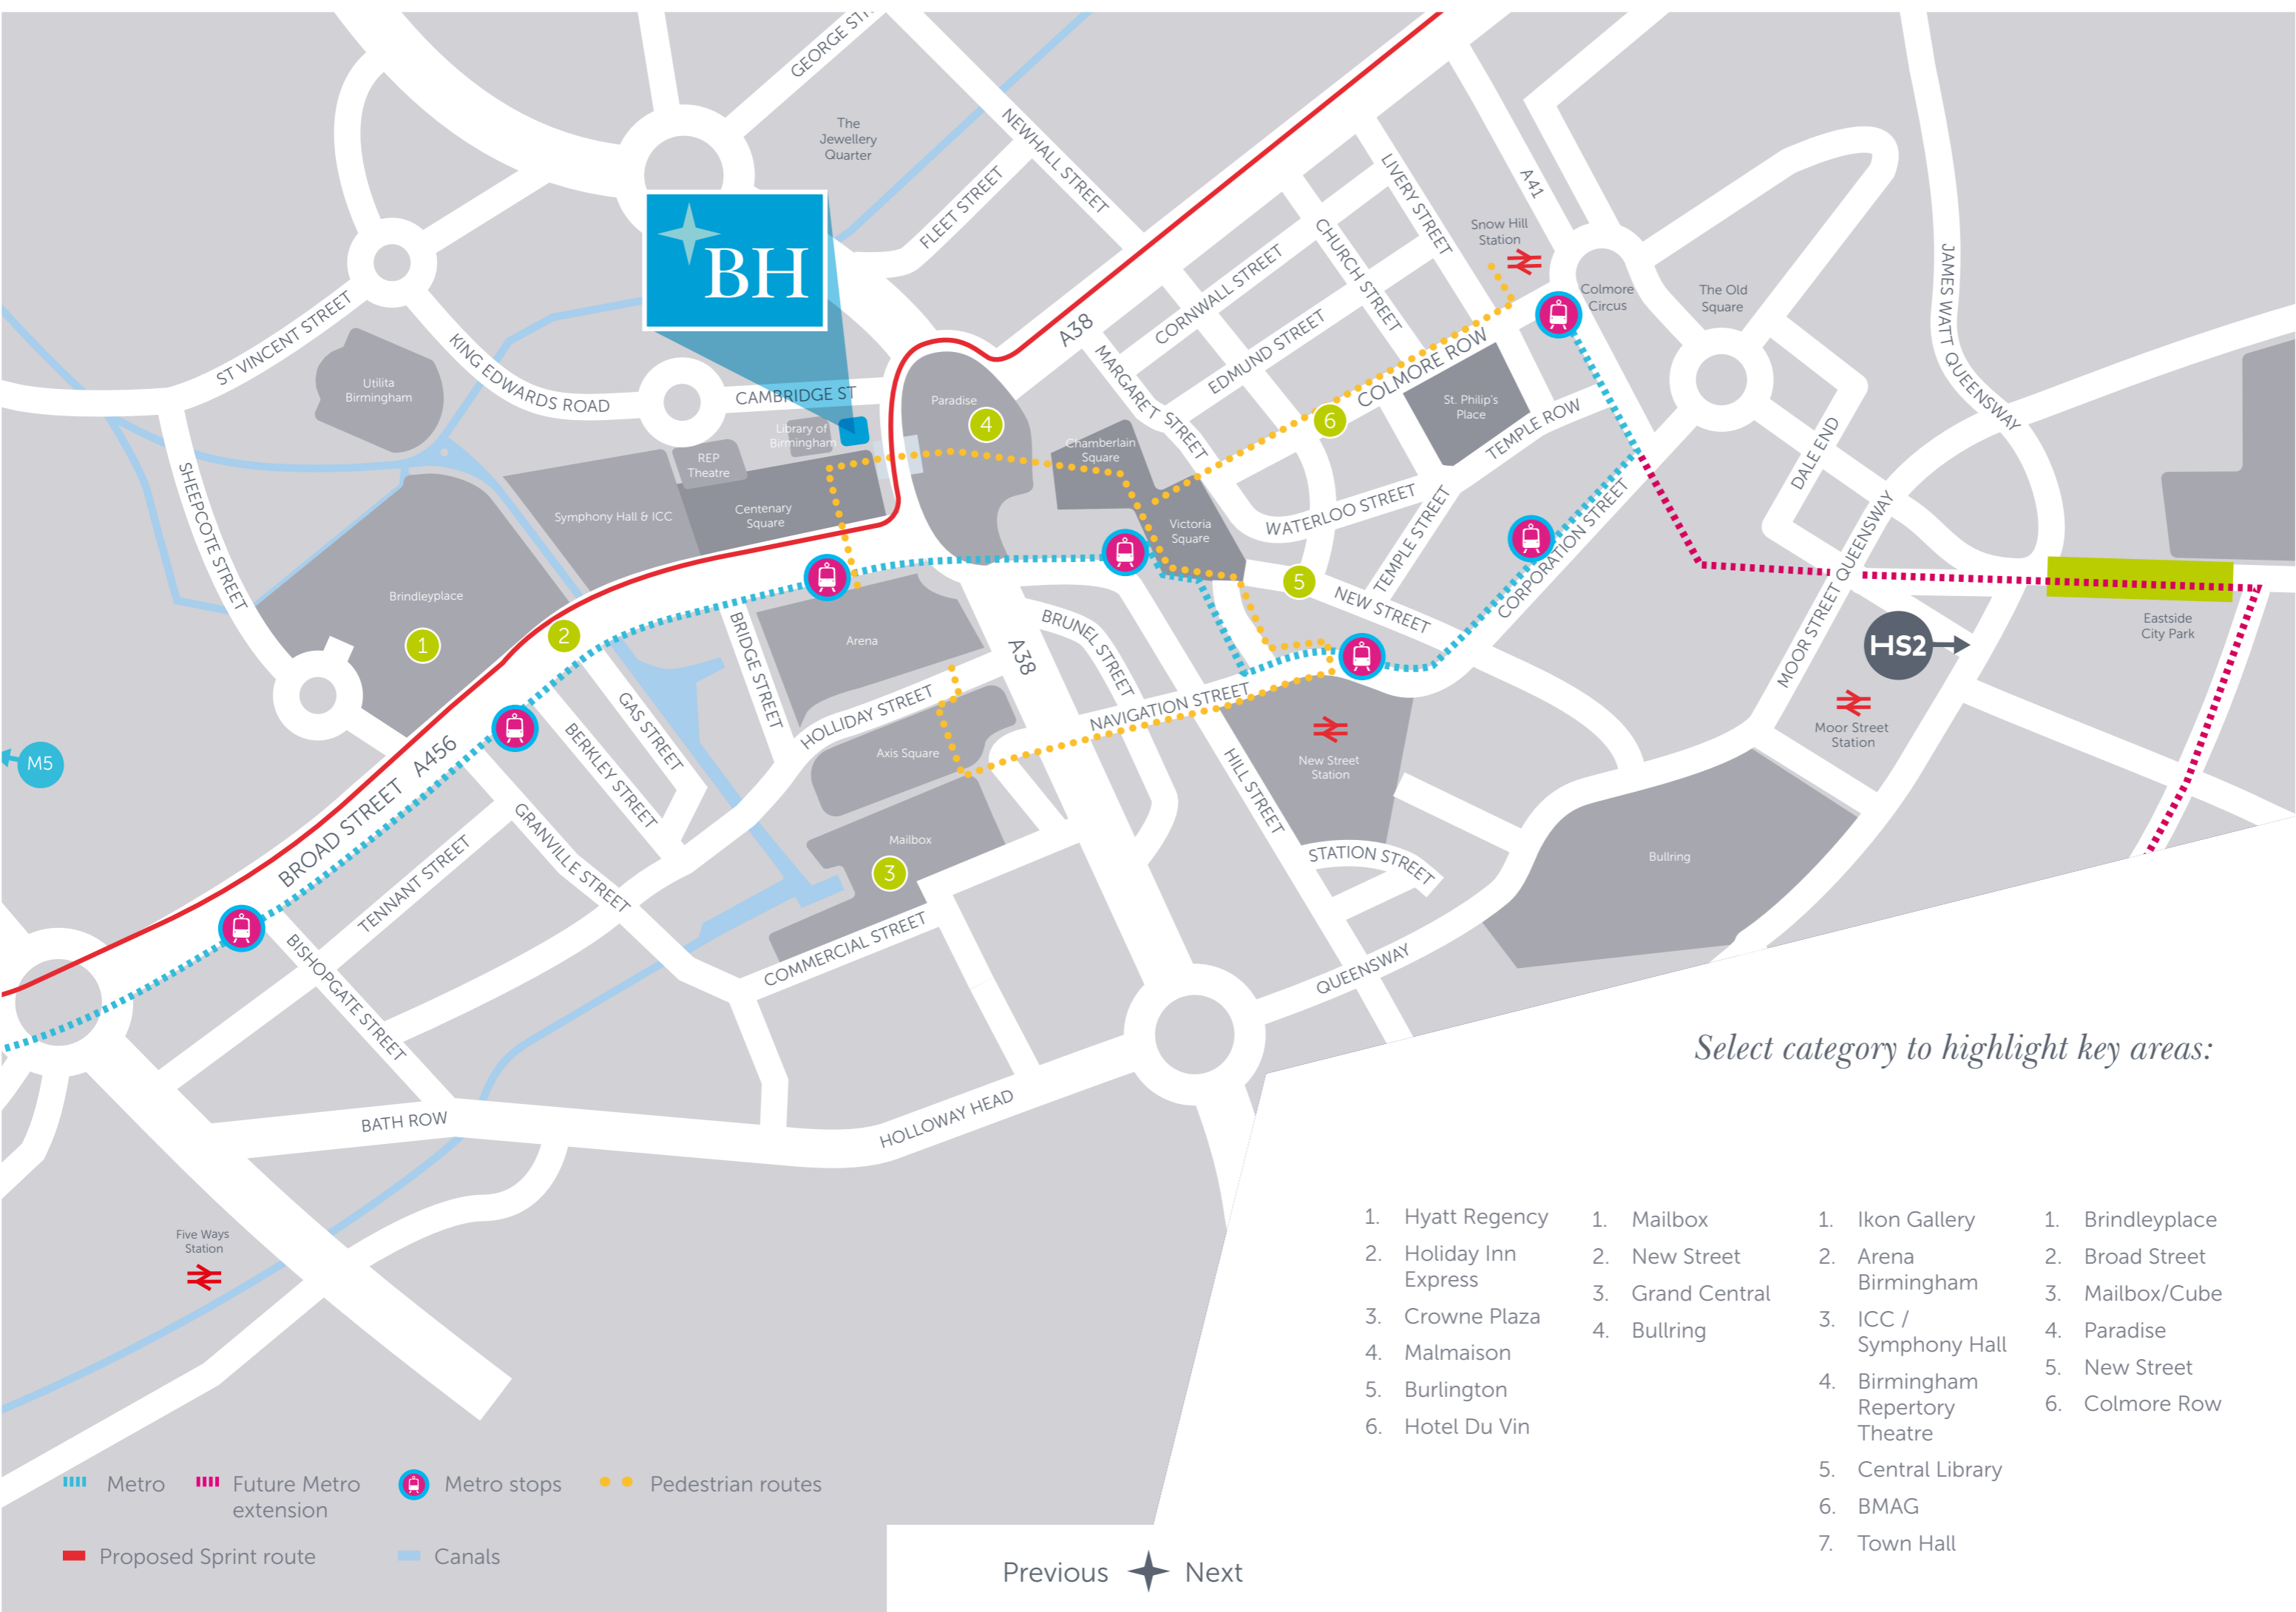 GEORGE ST
The
Jewellery
Quarter
NEWHALL STREET
FLEET STREET
LIVERY STREET
A41
Snow Hill
Station
CHURCH STREET
CORNWALL STREET
EDMUND STREET
Colmore
Circus
The Old
Square
JAMES WATT QUEENSWAY
BH
ST VINCENT STREET
KING EDWARDS ROAD
Utilita
Birmingham
CAMBRIDGE ST
A38
MARGARET STREET
COLMORE ROW
Paradise
4
6
St. Philip's
Place
TEMPLE ROW
DALE END
Library of
Birmingham
REP
Theatre
Chamberlain
Square
SHEEPCOTE STREET
Symphony Hall & ICC
Centenary
Square
Victoria
Square
WATERLOO STREET
TEMPLE STREET
CORPORATION STREET
MOOR STREET QUEENSWAY
Brindleyplace
1
2
5
NEW STREET
Arena
BRIDGE STREET
BRUNEL STREET
A38
HS2
Eastside
City Park
HOLLIDAY STREET
NAVIGATION STREET
GAS STREET
BERKLEY STREET
Axis Square
Moor Street
Station
M5
A456
BROAD STREET
New Street
Station
HILL STREET
GRANVILLE STREET
TENNANT STREET
Mailbox
3
STATION STREET
Bullring
BISHOPGATE STREET
COMMERCIAL STREET
QUEENSWAY
BATH ROW
HOLLOWAY HEAD
Five Ways
Station
Select category to highlight key areas:
1. Hyatt Regency
2. Holiday Inn
Express
3. Crowne Plaza
4. Malmaison
5. Burlington
6. Hotel Du Vin
1. Mailbox
2. New Street
3. Grand Central
4. Bullring
1. Ikon Gallery
2. Arena
Birmingham
3. ICC /
Symphony Hall
4. Birmingham
Repertory
Theatre
5. Central Library
6. BMAG
7. Town Hall
1. Brindleyplace
2. Broad Street
3. Mailbox/Cube
4. Paradise
5. New Street
6. Colmore Row
Metro
Future Metro
extension
Metro stops
Pedestrian routes
Proposed Sprint route
Canals
Previous
Next